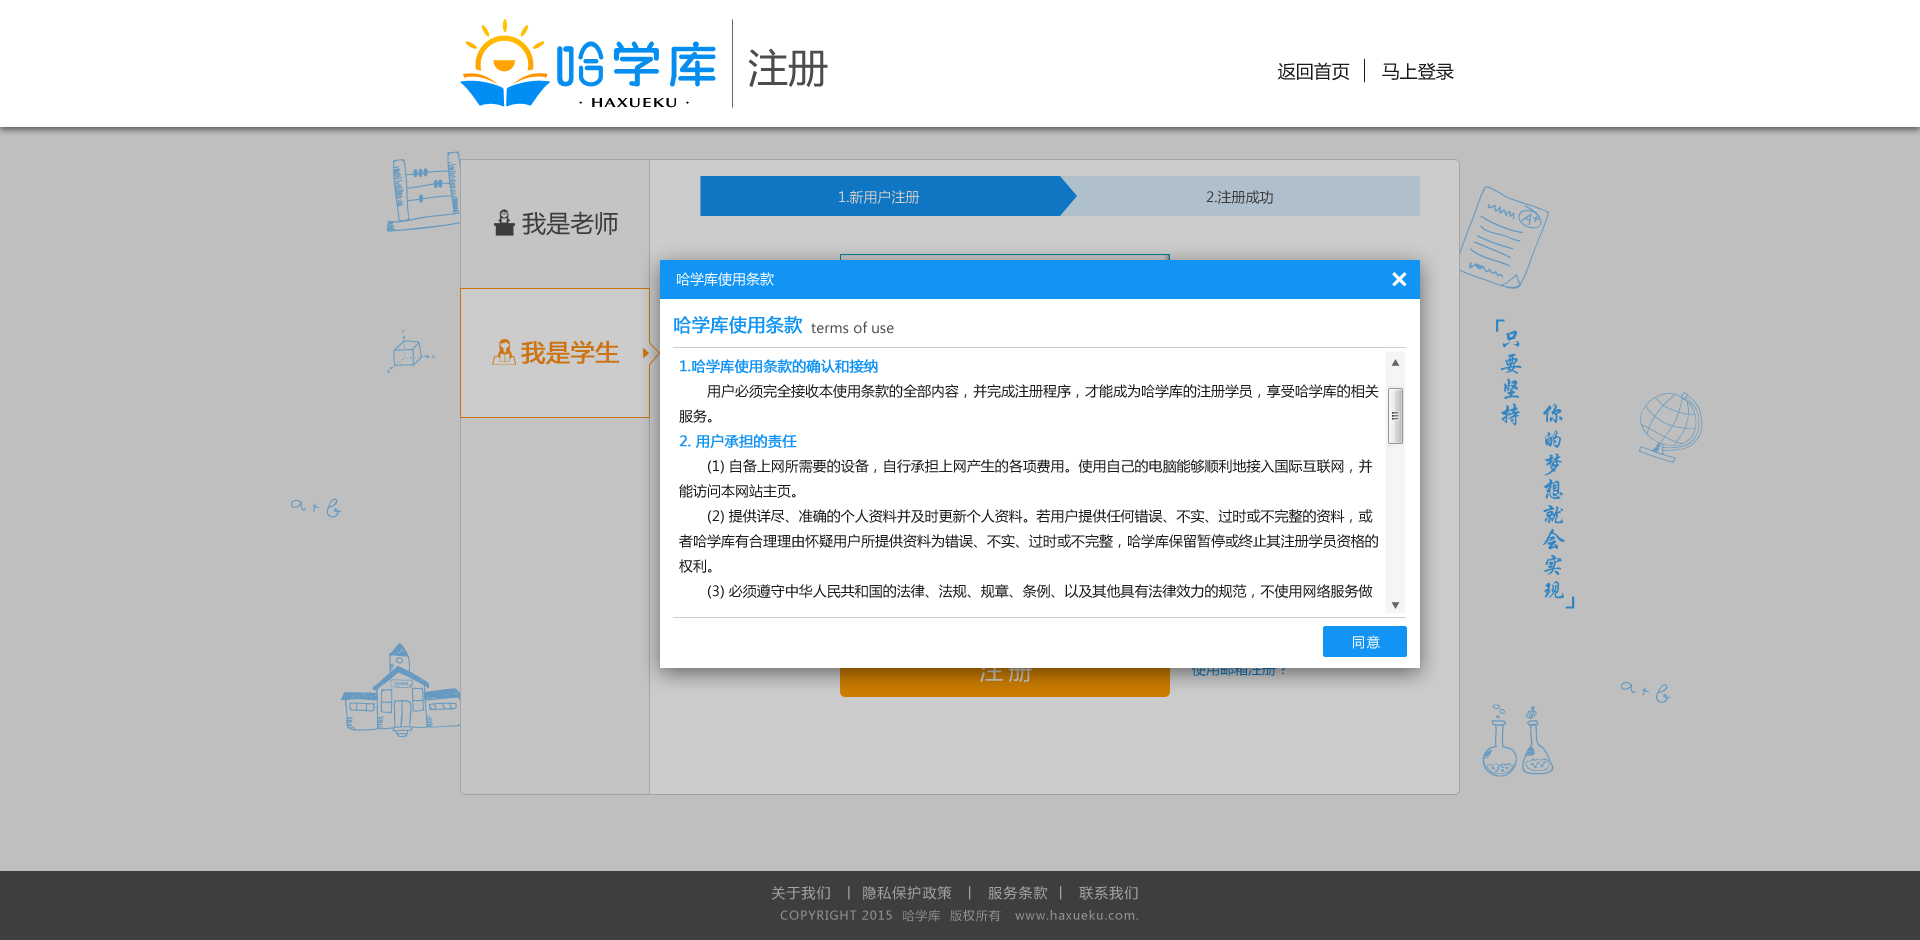 哈学库
· HAXUEKU ·
注册
返回首页 | 马上登录
我是老师
我是学生
1.新用户注册
2.注册成功
哈学库使用条款
哈学库使用条款 terms of use
1.哈学库使用条款的确认和接纳
用户必须完全接收本使用条款的全部内容，并完成注册程序，才能成为哈学库的注册学员，享受哈学库的相关
服务。
2. 用户承担的责任
(1) 自备上网所需要的设备，自行承担上网产生的各项费用。使用自己的电脑能够顺利地接入国际互联网，并
能访问本网站主页。
(2) 提供详尽、准确的个人资料并及时更新个人资料。若用户提供任何错误、不实、过时或不完整的资料，或
者哈学库有合理理由怀疑用户所提供资料为错误、不实、过时或不完整，哈学库保留暂停或终止其注册学员资格的
权利。
(3) 必须遵守中华人民共和国的法律、法规、规章、条例、以及其他具有法律效力的规范，不使用网络服务做
同意
注册
使用邮箱注册？
A+
「只要坚持
你的梦想就会实现」
a+b
a+b
关于我们 | 隐私保护政策 | 服务条款 | 联系我们
COPYRIGHT 2015 哈学库 版权所有 www.haxueku.com.